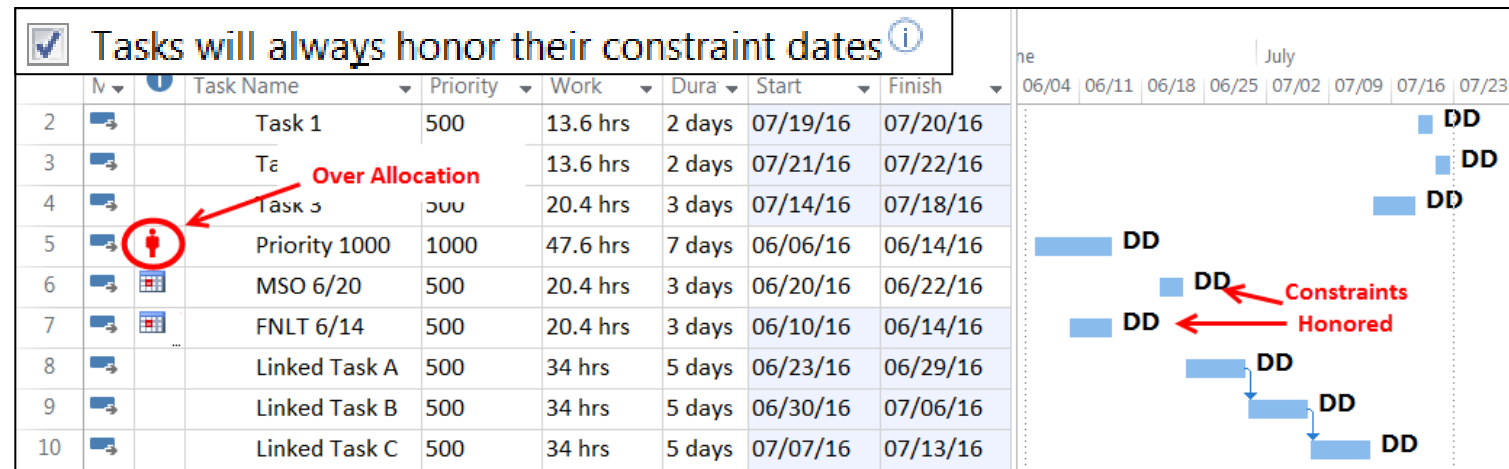 Tasks will always honor their constraint dates
ne July
M Task Name Priority Work Dura Start Finish 06/04 06/11 06/18 06/25 07/02 07/09 07/16 07/23
2 Task 1 500 13.6 hrs 2 days 07/19/16 07/20/16 DD
3 Ta 13.6 hrs 2 days 07/21/16 07/22/16 DD
Over Allocation
4 Task 3 500 20.4 hrs 3 days 07/14/16 07/18/16 DD
5 Priority 1000 1000 47.6 hrs 7 days 06/06/16 06/14/16 DD
6 MSO 6/20 500 20.4 hrs 3 days 06/20/16 06/22/16 DD
Constraints
Honored
7 FNLT 6/14 500 20.4 hrs 3 days 06/10/16 06/14/16 DD
8 Linked Task A 500 34 hrs 5 days 06/23/16 06/29/16 DD
9 Linked Task B 500 34 hrs 5 days 06/30/16 07/06/16 DD
10 Linked Task C 500 34 hrs 5 days 07/07/16 07/13/16 DD